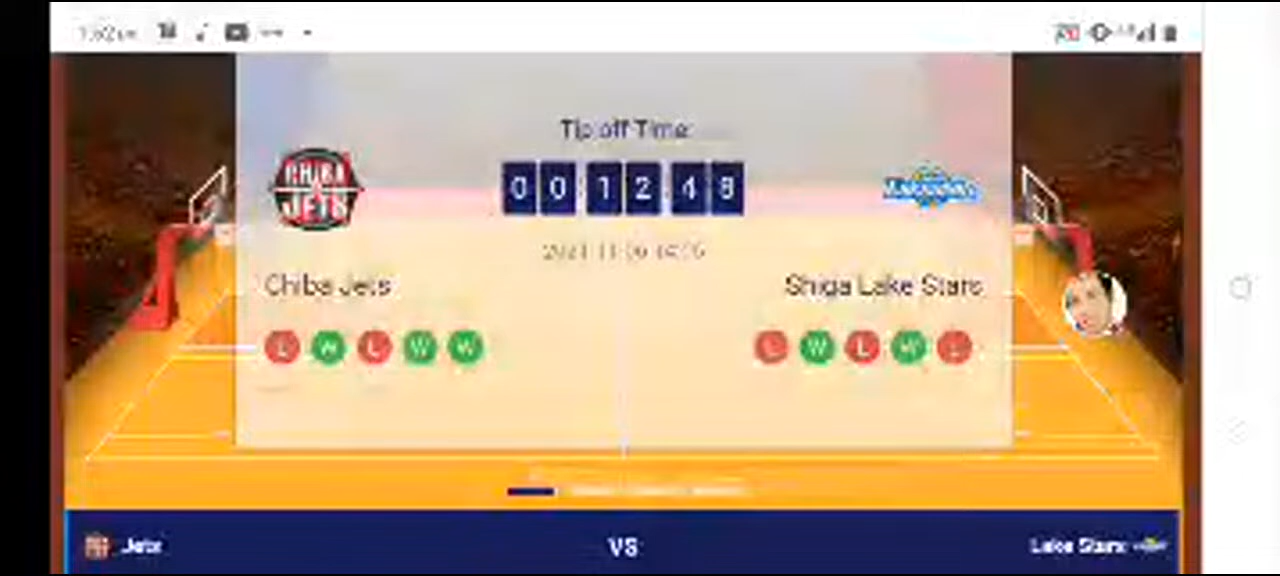 CHIBA
JETS
Tip off Time
0 0 1 2 4 8
Chiba Jets
Shiga Lake Stars
L W L W W
L W L W L
Jets
VS
Lake Stars